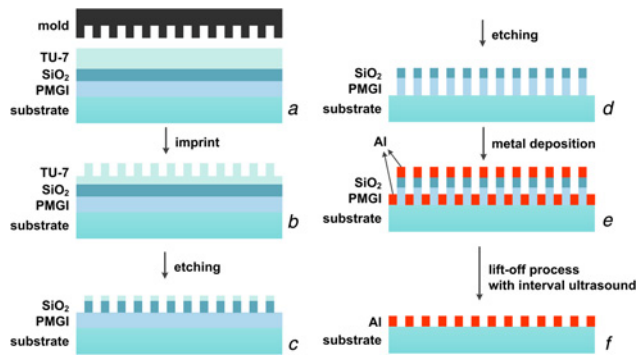 mold
TU-7
SiO₂
PMGI
substrate
a
imprint
TU-7
SiO₂
PMGI
substrate
b
etching
SiO₂
PMGI
substrate
c
etching
SiO₂
PMGI
substrate
d
Al
metal deposition
SiO₂
PMGI
substrate
e
lift-off process
with interval ultrasound
Al
substrate
f